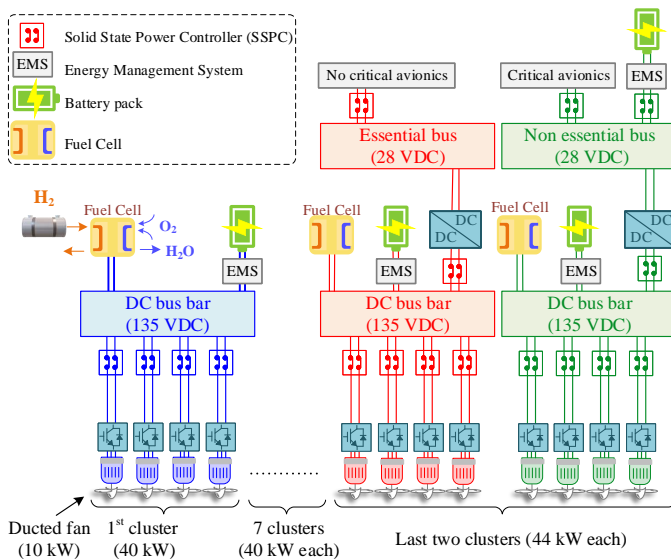 Solid State Power Controller (SSPC)
EMS
Energy Management System
Battery pack
Fuel Cell
No critical avionics
Critical avionics
EMS
Essential bus
(28 VDC)
Non essential bus
(28 VDC)
H2
Fuel Cell
O2
H2O
EMS
Fuel Cell
EMS
DC
DC
Fuel Cell
EMS
DC
DC
DC bus bar
(135 VDC)
DC bus bar
(135 VDC)
DC bus bar
(135 VDC)
............
Ducted fan
(10 kW)
1st cluster
(40 kW)
7 clusters
(40 kW each)
Last two clusters (44 kW each)